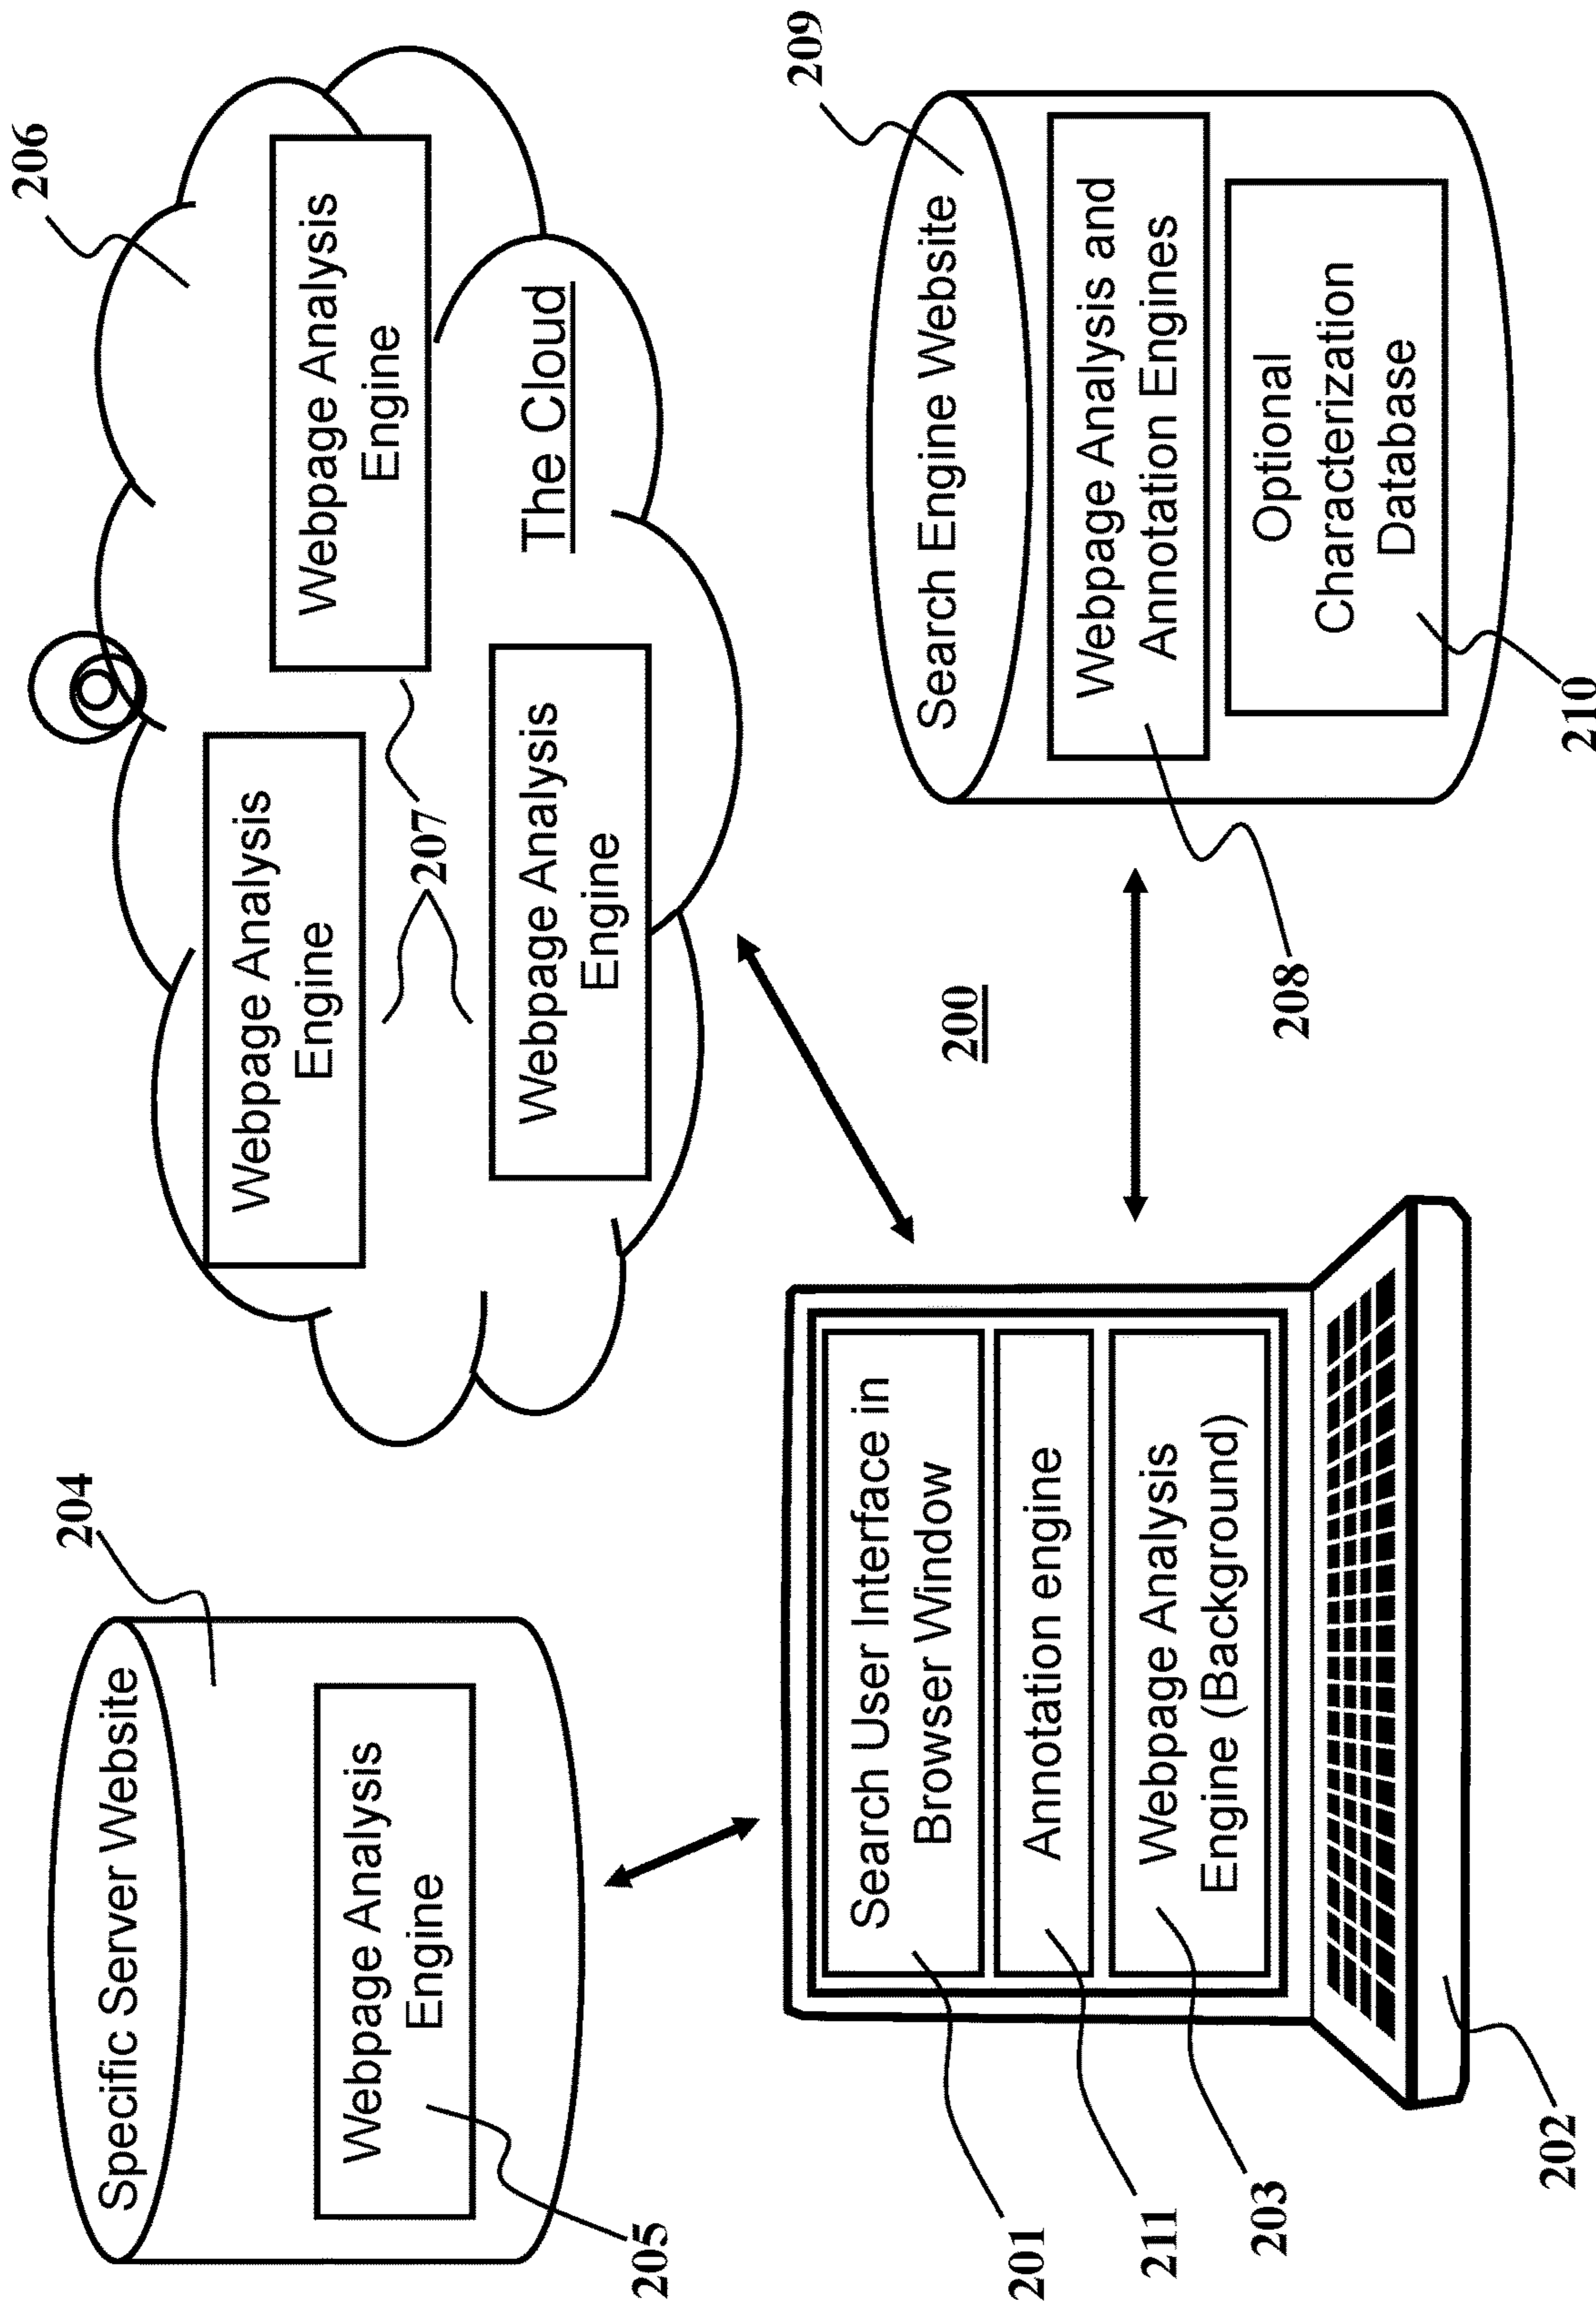 204
Specific Server Website
Webpage Analysis
Engine
205
206
Webpage Analysis
Engine
Webpage Analysis
Engine
207
Webpage Analysis
Engine
The Cloud
201
Search User Interface in
Browser Window
211
Annotation engine
203
Webpage Analysis
Engine (Background)
202
200
209
Search Engine Website
Webpage Analysis and
Annotation Engines
208
Optional
Characterization
Database
210